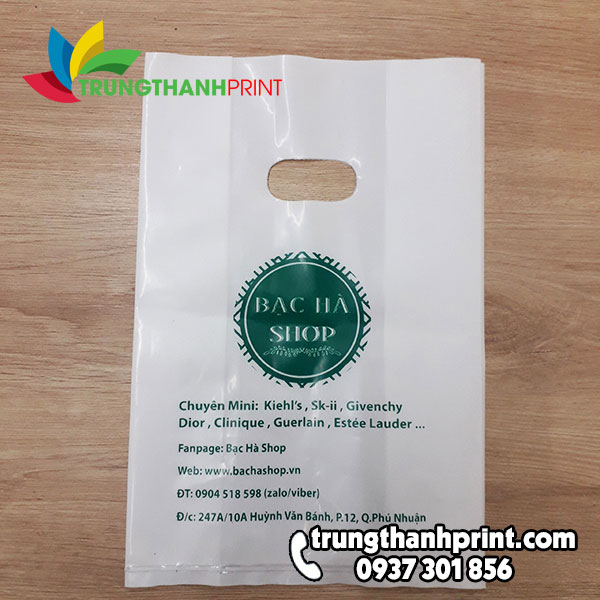 TRUNGTHANHPRINT
BẠC HÀ
SHOP
Chuyên Mini: Kiehl's , Sk-ii , Givenchy
Dior , Clinique , Guerlain , Estée Lauder ...
Fanpage: Bạc Hà Shop
Web: www.bachashop.vn
ĐT: 0904 518 598 (zalo/viber)
Đ/c: 247A/10A Huỳnh Văn Bánh, P.12, Q.Phú Nhuận
trungthanhprint.com
0937 301 856